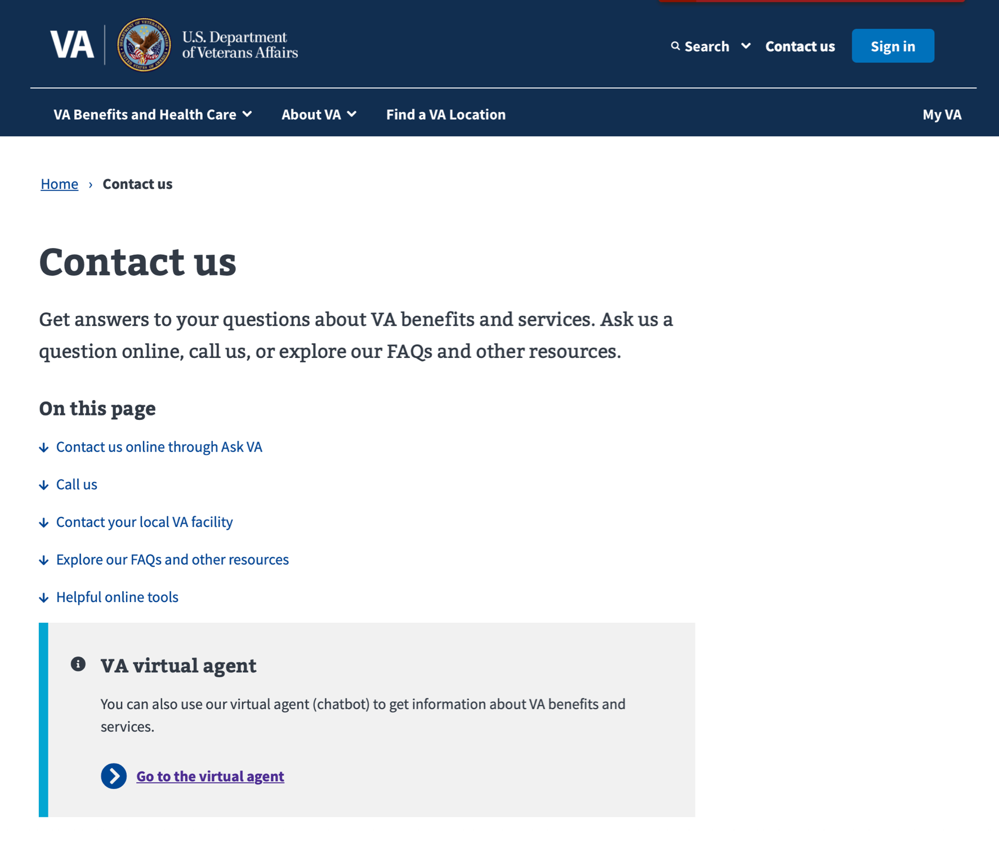 VA
U.S. Department
of Veterans Affairs
Search
Contact us
Sign in
VA Benefits and Health Care
About VA
Find a VA Location
My VA
Home › Contact us
Contact us
Get answers to your questions about VA benefits and services. Ask us a
question online, call us, or explore our FAQs and other resources.
On this page
Contact us online through Ask VA
Call us
Contact your local VA facility
Explore our FAQs and other resources
Helpful online tools
VA virtual agent
You can also use our virtual agent (chatbot) to get information about VA benefits and
services.
Go to the virtual agent